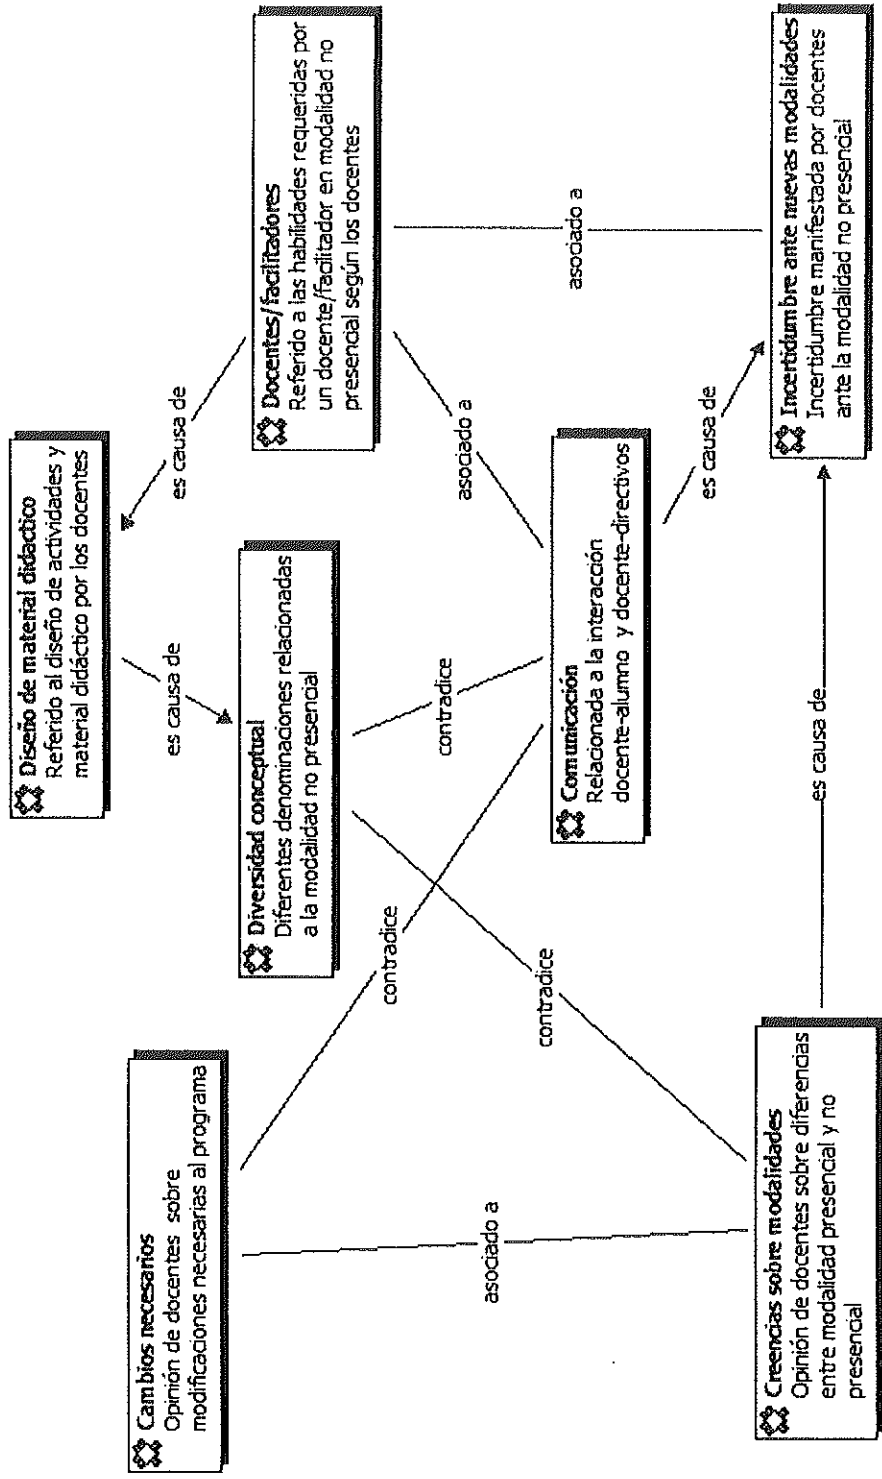 Cambios necesarios
Opinión de docentes sobre
modificaciones necesarias al programa
Diseño de material didactico
Referido al diseño de actividades y
material didáctico por los docentes
Diversidad conceptual
Diferentes denominaciones relacionadas
a la modalidad no presencial
Docentes/facilitadores
Referido a las habilidades requeridas por
un docente/facilitador en modalidad no
presencial según los docentes
es causa de
es causa de
contradice
contradice
contradice
asociado a
asociado a
asociado a
Comunicación
Relacionada a la interacción
docente-alumno y docente-directivos
es causa de
es causa de
Creencias sobre modalidades
Opinión de docentes sobre diferencias
entre modalidad presencial y no
presencial
Incertidumbre ante nuevas modalidades
Incertidumbre manifestada por docentes
ante la modalidad no presencial